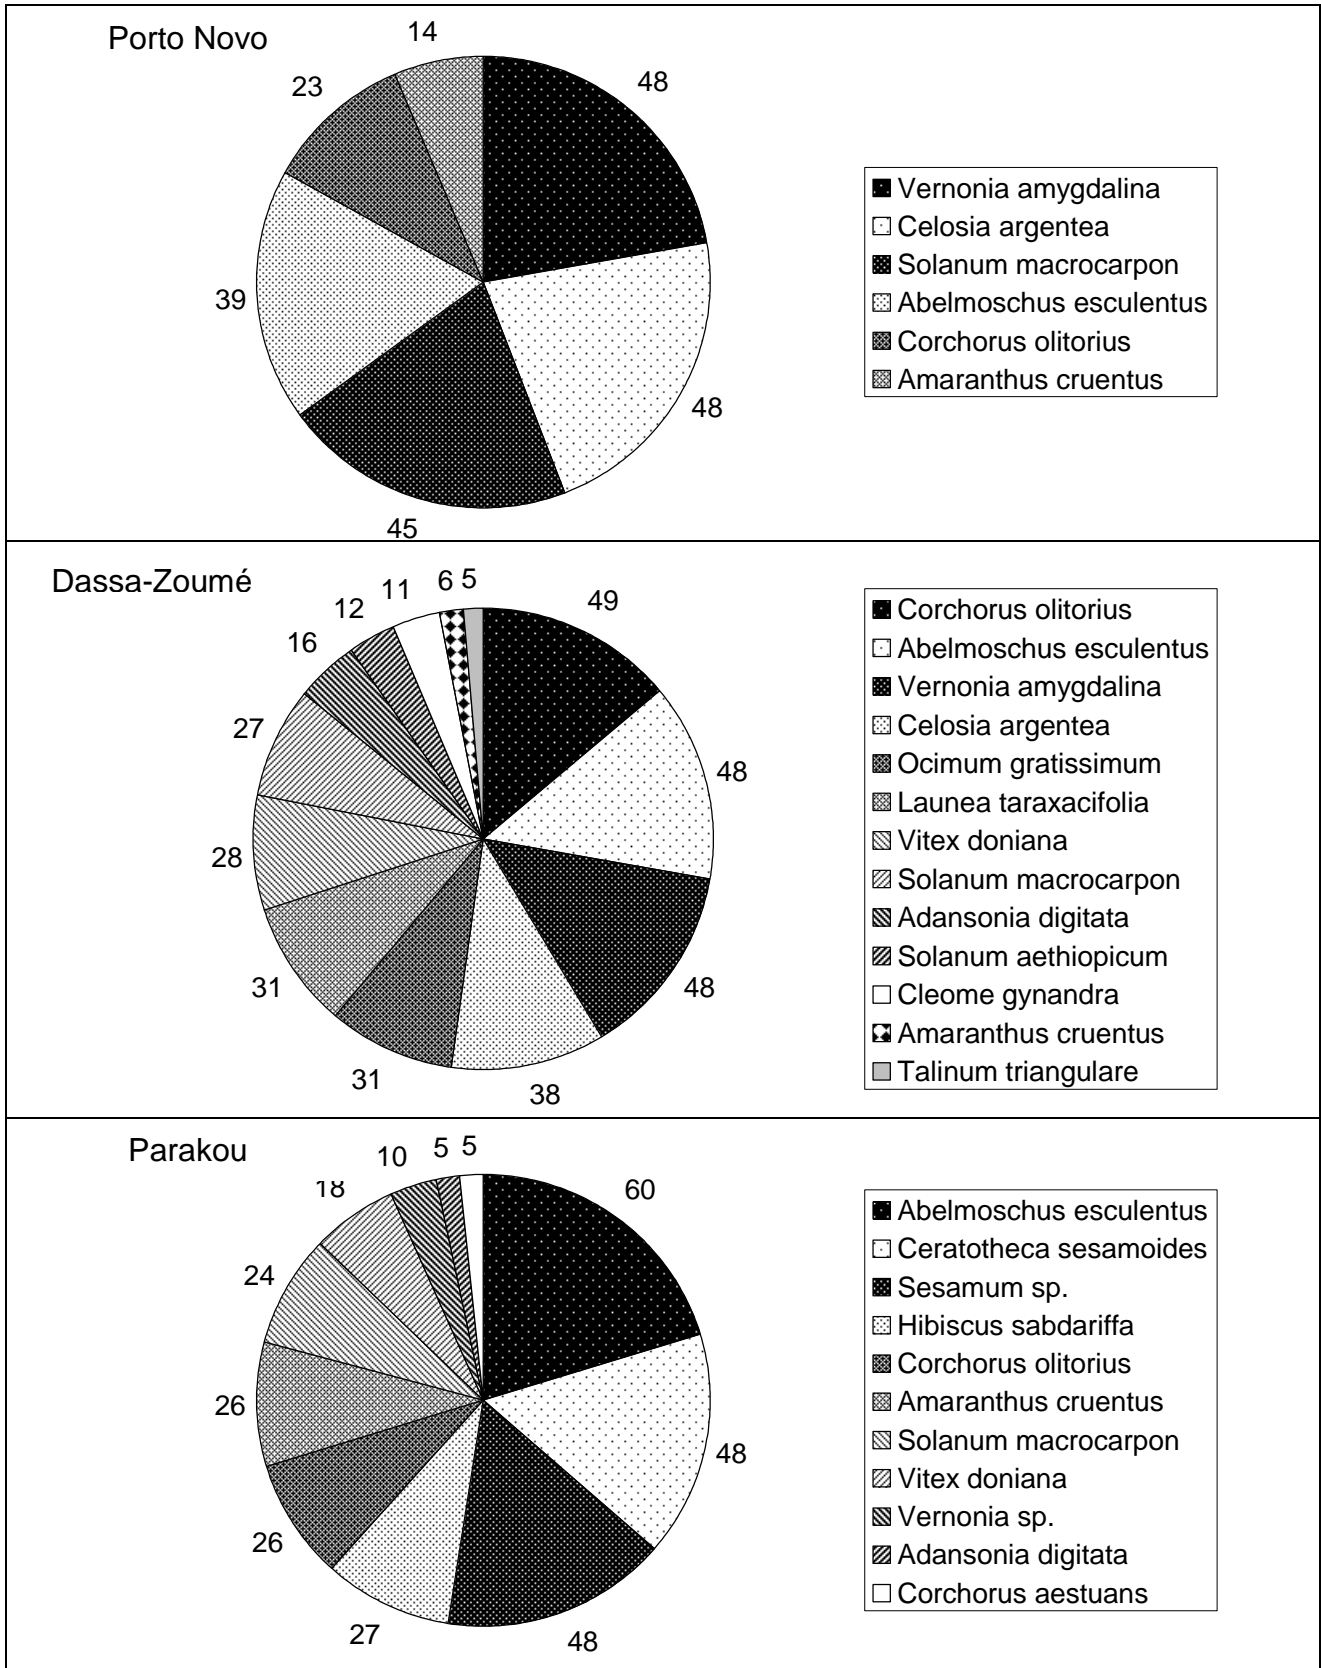 Porto Novo
14
48
23
39
48
45
Vernonia amygdalina
Celosia argentea
Solanum macrocarpon
Abelmoschus esculentus
Corchorus olitorius
Amaranthus cruentus
Dassa-Zoumé
6 5
11
12
49
16
27
48
28
48
31
31
38
Corchorus olitorius
Abelmoschus esculentus
Vernonia amygdalina
Celosia argentea
Ocimum gratissimum
Launea taraxacifolia
Vitex doniana
Solanum macrocarpon
Adansonia digitata
Solanum aethiopicum
Cleome gynandra
Amaranthus cruentus
Talinum triangulare
Parakou
5 5
10
18
60
24
26
48
26
27
48
Abelmoschus esculentus
Ceratotheca sesamoides
Sesamum sp.
Hibiscus sabdariffa
Corchorus olitorius
Amaranthus cruentus
Solanum macrocarpon
Vitex doniana
Vernonia sp.
Adansonia digitata
Corchorus aestuans